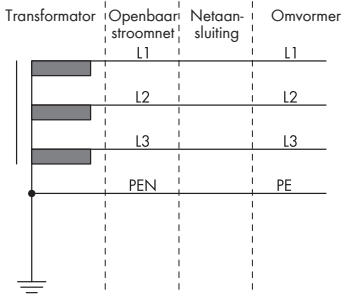 Transformator
Openbaar
stroomnet
Netaan-
sluiting
Omvormer
L1
L1
L2
L2
L3
L3
PEN
PE